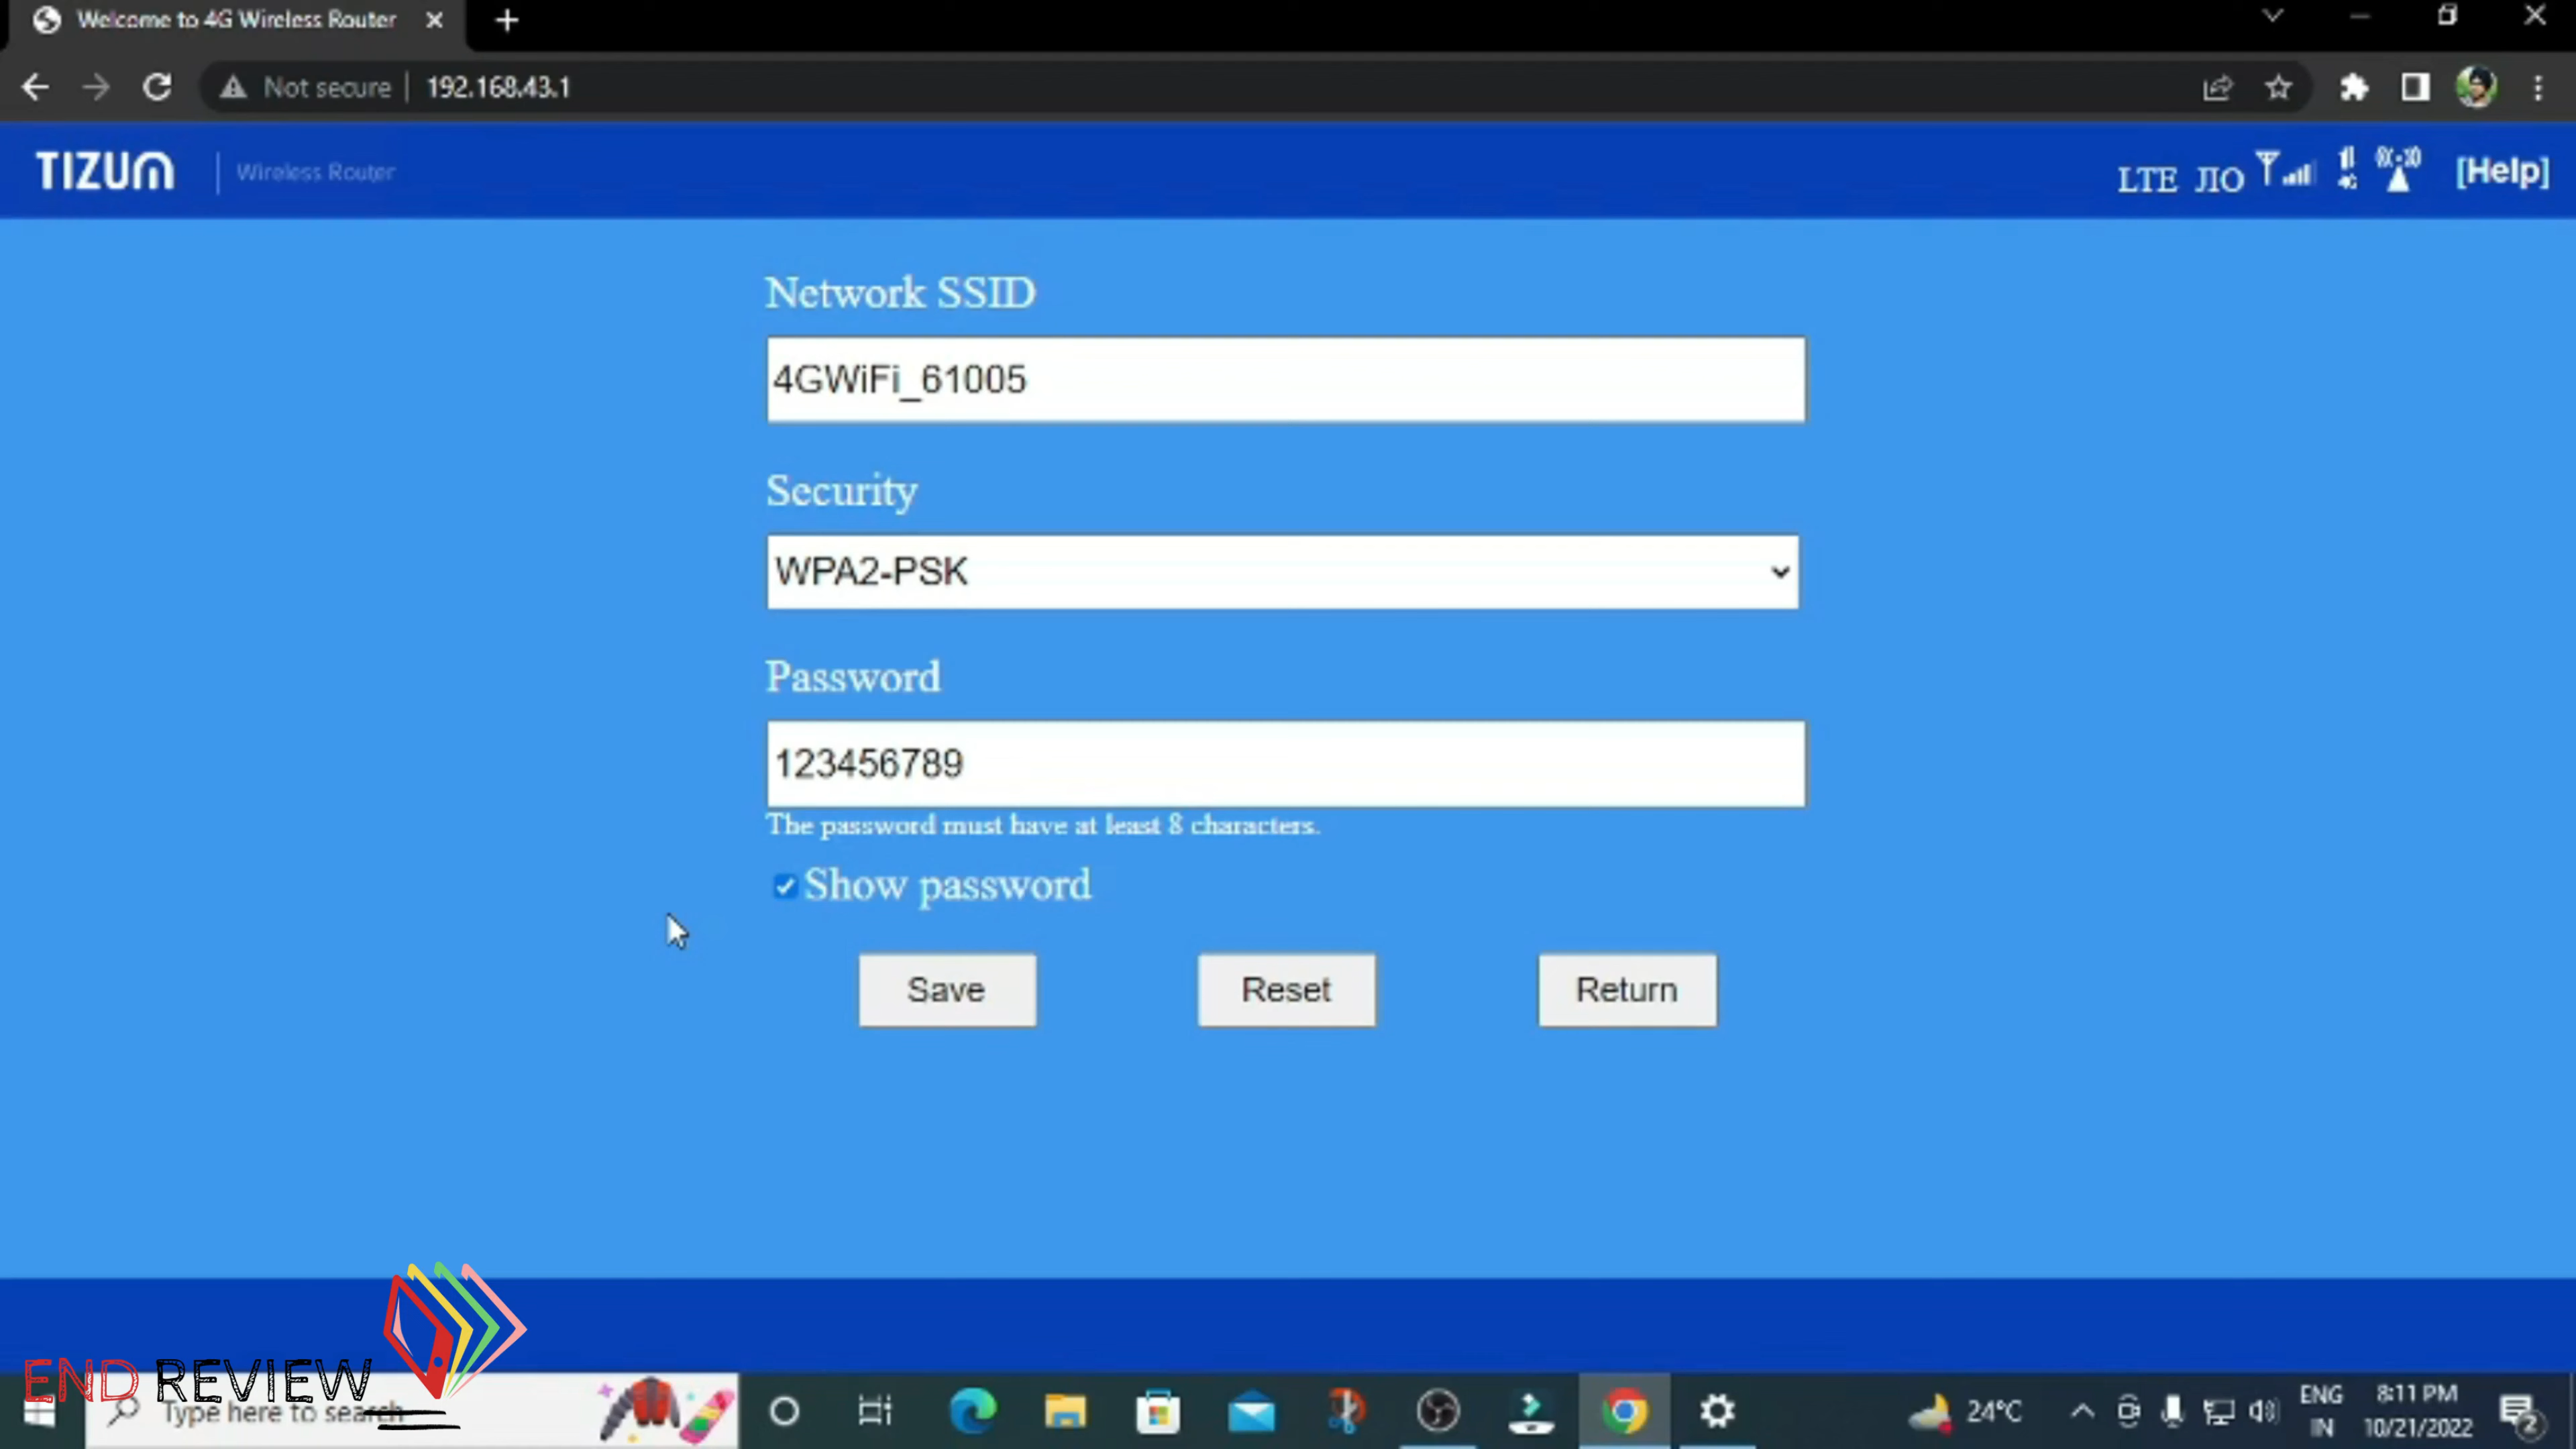 Welcome to 4G Wireless Router
Not secure 192.168.43.1
TIZUM Wireless Router LTE JIO 4G [Help]
Network SSID
4GWiFi_61005
Security
WPA2-PSK
Password
123456789
The password must have at least 8 characters.
Show password
Save Reset Return
END REVIEW
Type here to search
24°C
ENG
IN
8:11 PM
10/21/2022
2